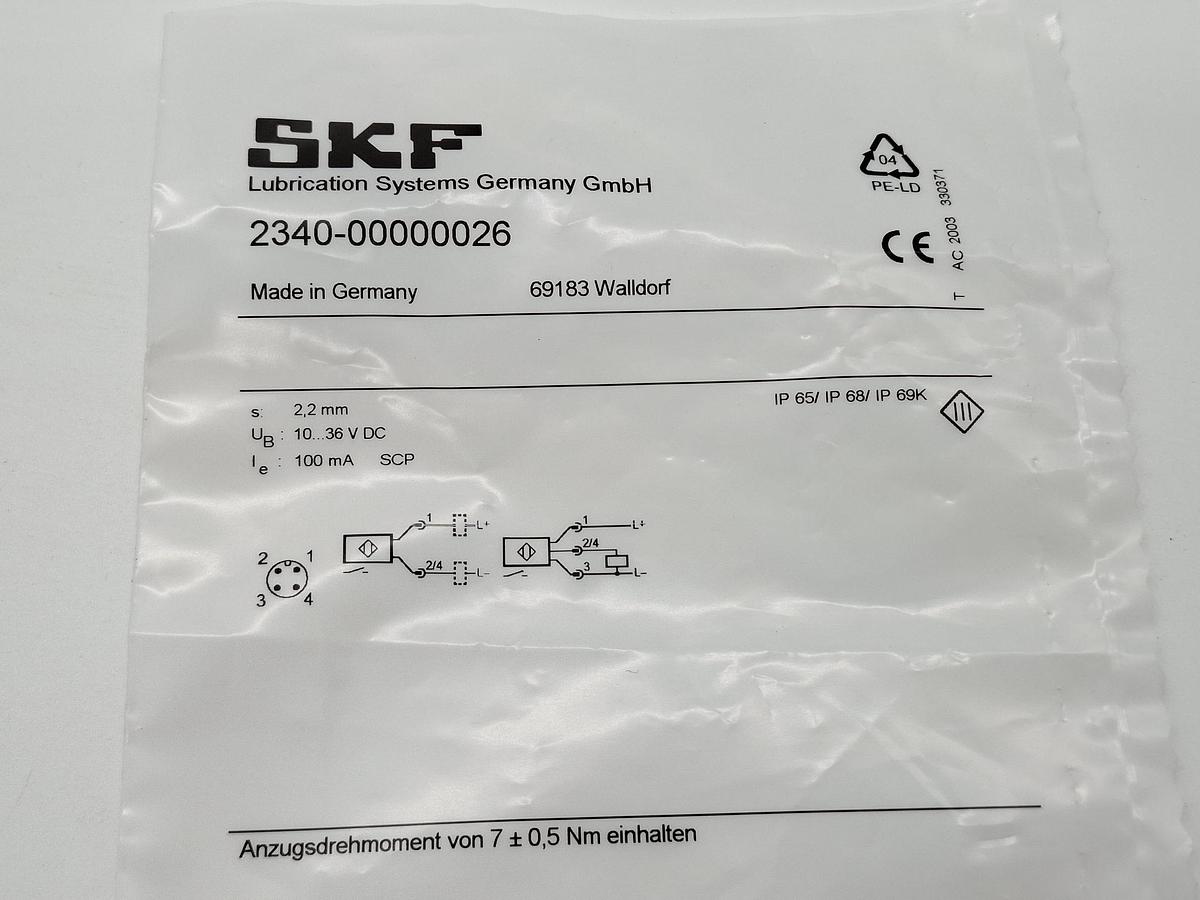 SKF
Lubrication Systems Germany GmbH
2340-00000026
Made in Germany 69183 Walldorf
04
PE-LD
CE
T AC 2003 330371
s: 2,2 mm
UB : 10...36 V DC
Ie : 100 mA SCP
IP 65/ IP 68/ IP 69K
III
2 1
3 4
1 L+
2/4 L-
1 L+
2/4
3 L-
Anzugsdrehmoment von 7 ± 0,5 Nm einhalten